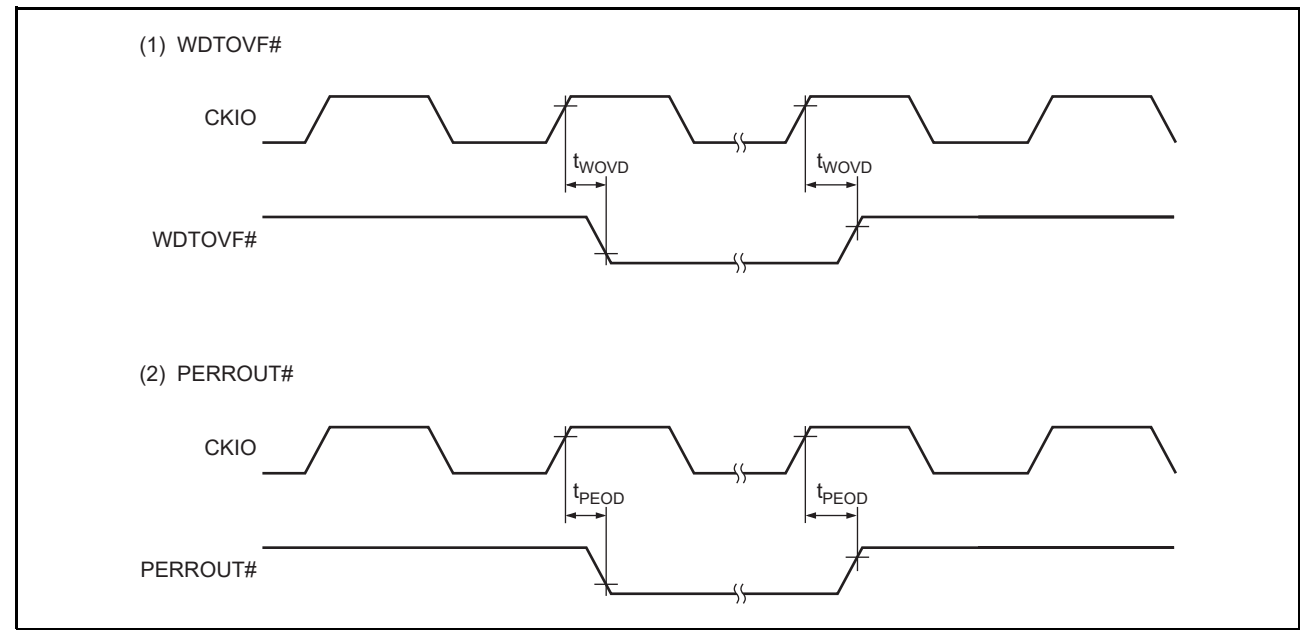 (1) WDTOVF#
CKIO
tWOVD tWOVD
WDTOVF#
(2) PERROUT#
CKIO
tPEOD tPEOD
PERROUT#